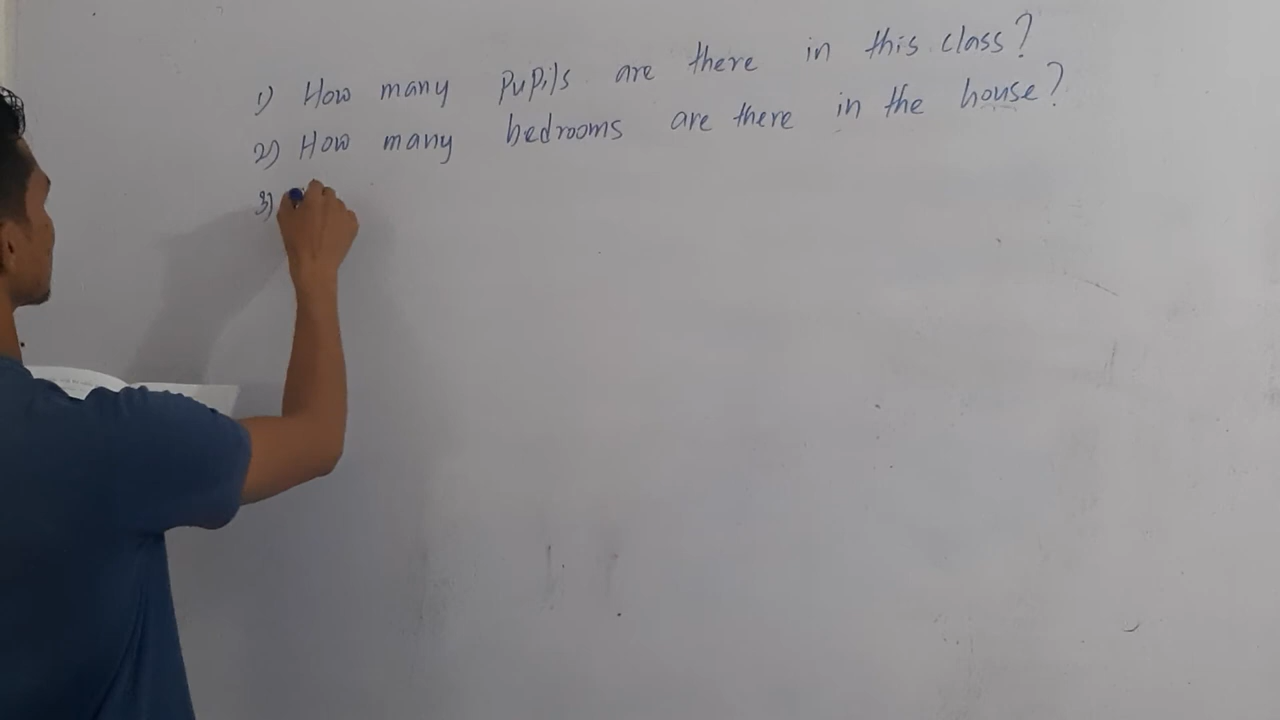 1) How many pupils are there in this class?
2) How many bedrooms are there in the house?
3)